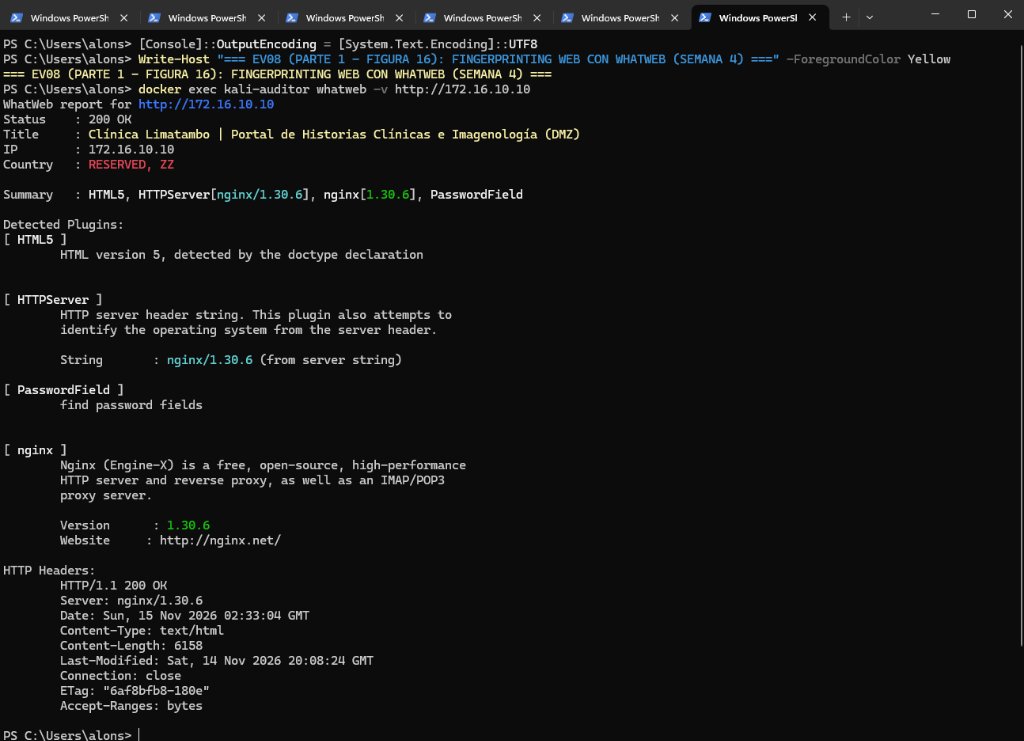 Windows PowerSh Windows PowerSh Windows PowerSh Windows PowerSh Windows PowerSh Windows PowerSl
PS C:\Users\alons> [Console]::OutputEncoding = [System.Text.Encoding]::UTF8
PS C:\Users\alons> Write-Host "=== EV08 (PARTE 1 - FIGURA 16): FINGERPRINTING WEB CON WHATWEB (SEMANA 4) ===" -ForegroundColor Yellow
=== EV08 (PARTE 1 - FIGURA 16): FINGERPRINTING WEB CON WHATWEB (SEMANA 4) ===
PS C:\Users\alons> docker exec kali-auditor whatweb -v http://172.16.10.10
WhatWeb report for http://172.16.10.10
Status : 200 OK
Title : Clínica Limatambo | Portal de Historias Clínicas e Imagenología (DMZ)
IP : 172.16.10.10
Country : RESERVED, ZZ
Summary : HTML5, HTTPServer[nginx/1.30.6], nginx[1.30.6], PasswordField
Detected Plugins:
[ HTML5 ]
HTML version 5, detected by the doctype declaration
[ HTTPServer ]
HTTP server header string. This plugin also attempts to
identify the operating system from the server header.
String : nginx/1.30.6 (from server string)
[ PasswordField ]
find password fields
[ nginx ]
Nginx (Engine-X) is a free, open-source, high-performance
HTTP server and reverse proxy, as well as an IMAP/POP3
proxy server.
Version : 1.30.6
Website : http://nginx.net/
HTTP Headers:
HTTP/1.1 200 OK
Server: nginx/1.30.6
Date: Sun, 15 Nov 2026 02:33:04 GMT
Content-Type: text/html
Content-Length: 6158
Last-Modified: Sat, 14 Nov 2026 20:08:24 GMT
Connection: close
ETag: "6af8bfb8-180e"
Accept-Ranges: bytes
PS C:\Users\alons>